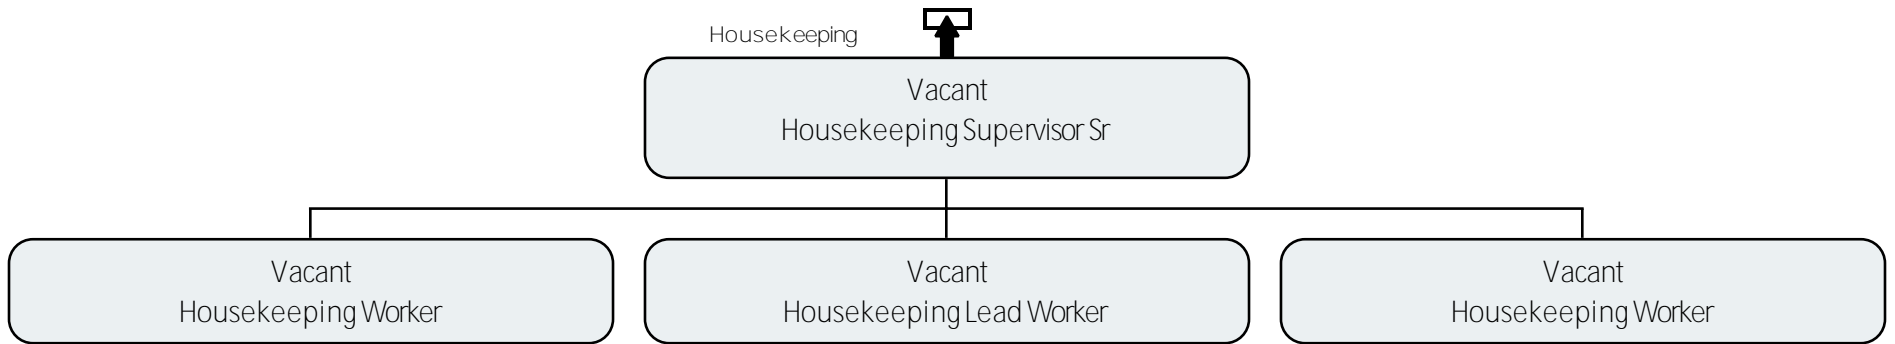 Housekeeping
Vacant
Housekeeping Supervisor Sr
Vacant
Housekeeping Worker
Vacant
Housekeeping Lead Worker
Vacant
Housekeeping Worker